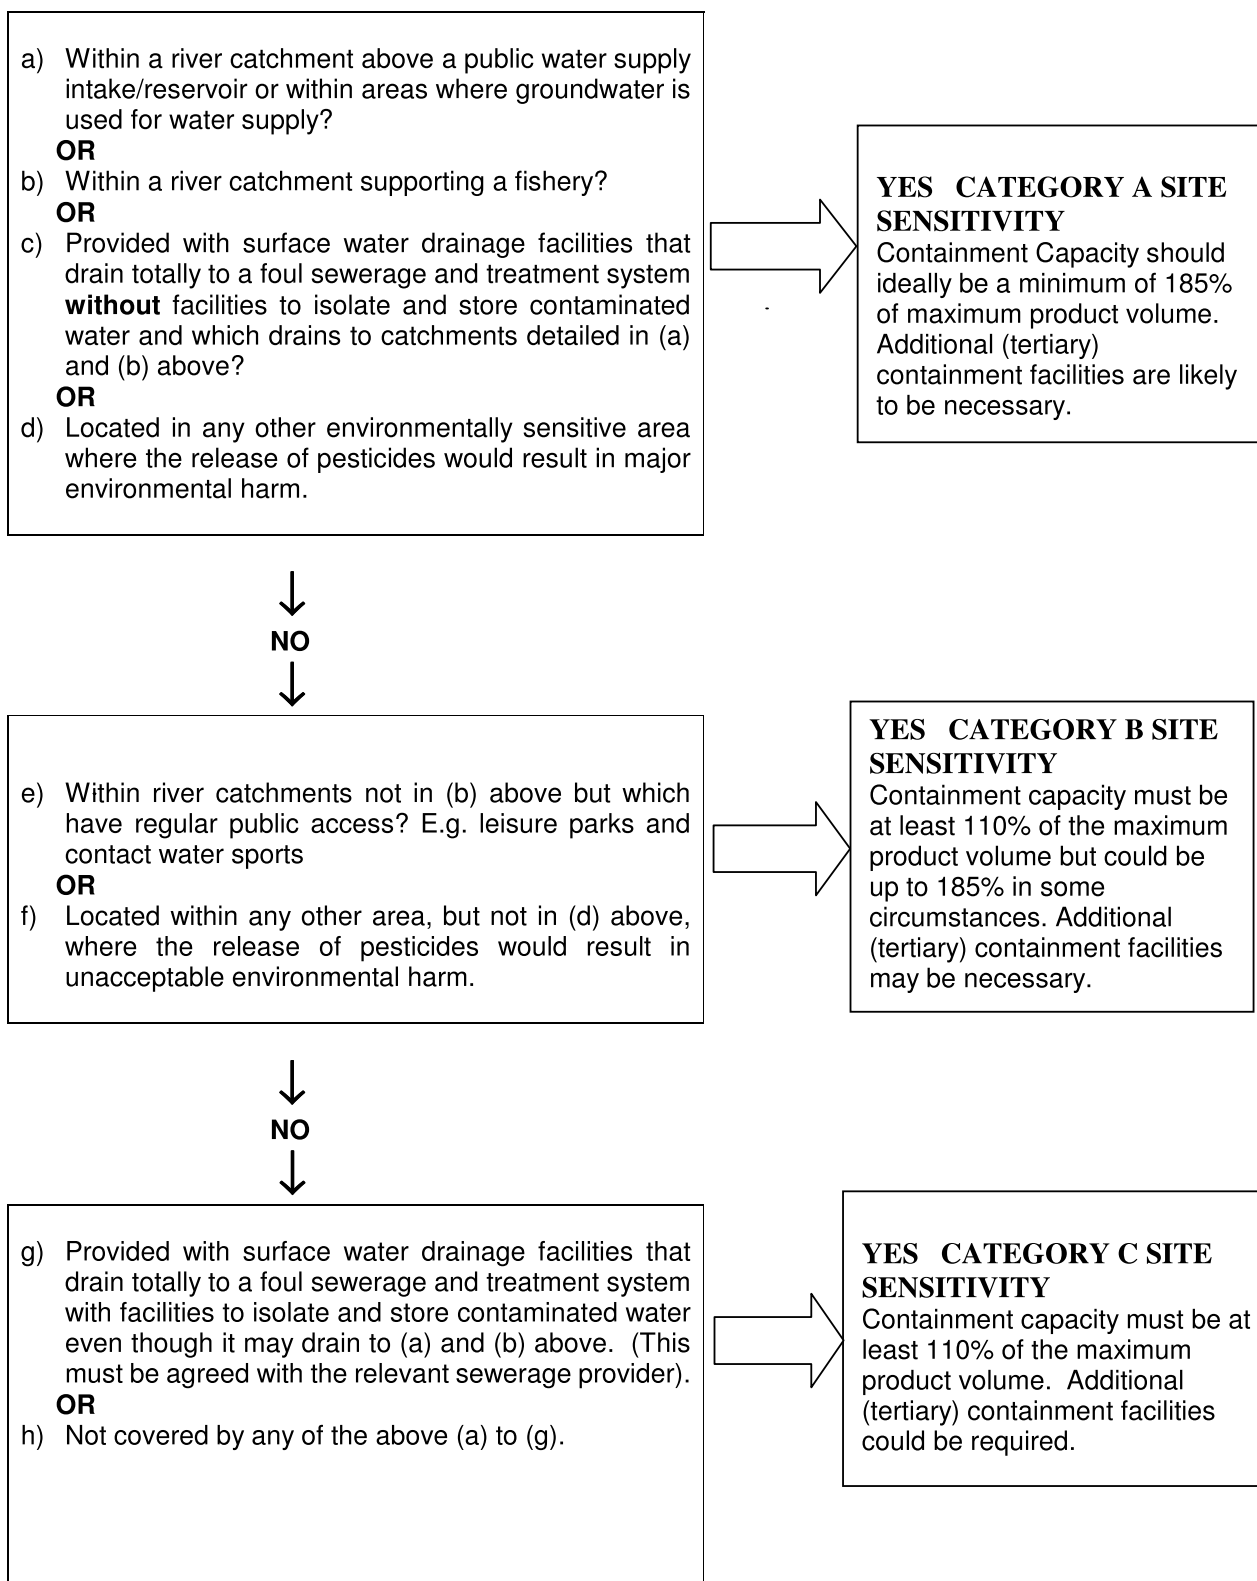 a) Within a river catchment above a public water supply
intake/reservoir or within areas where groundwater is
used for water supply?
OR
b) Within a river catchment supporting a fishery?
OR
c) Provided with surface water drainage facilities that
drain totally to a foul sewerage and treatment system
without facilities to isolate and store contaminated
water and which drains to catchments detailed in (a)
and (b) above?
OR
d) Located in any other environmentally sensitive area
where the release of pesticides would result in major
environmental harm.
YES CATEGORY A SITE
SENSITIVITY
Containment Capacity should
ideally be a minimum of 185%
of maximum product volume.
Additional (tertiary)
containment facilities are likely
to be necessary.
NO
e) Within river catchments not in (b) above but which
have regular public access? E.g. leisure parks and
contact water sports
OR
f) Located within any other area, but not in (d) above,
where the release of pesticides would result in
unacceptable environmental harm.
YES CATEGORY B SITE
SENSITIVITY
Containment capacity must be
at least 110% of the maximum
product volume but could be
up to 185% in some
circumstances. Additional
(tertiary) containment facilities
may be necessary.
NO
g) Provided with surface water drainage facilities that
drain totally to a foul sewerage and treatment system
with facilities to isolate and store contaminated water
even though it may drain to (a) and (b) above. (This
must be agreed with the relevant sewerage provider).
OR
h) Not covered by any of the above (a) to (g).
YES CATEGORY C SITE
SENSITIVITY
Containment capacity must be at
least 110% of the maximum
product volume. Additional
(tertiary) containment facilities
could be required.